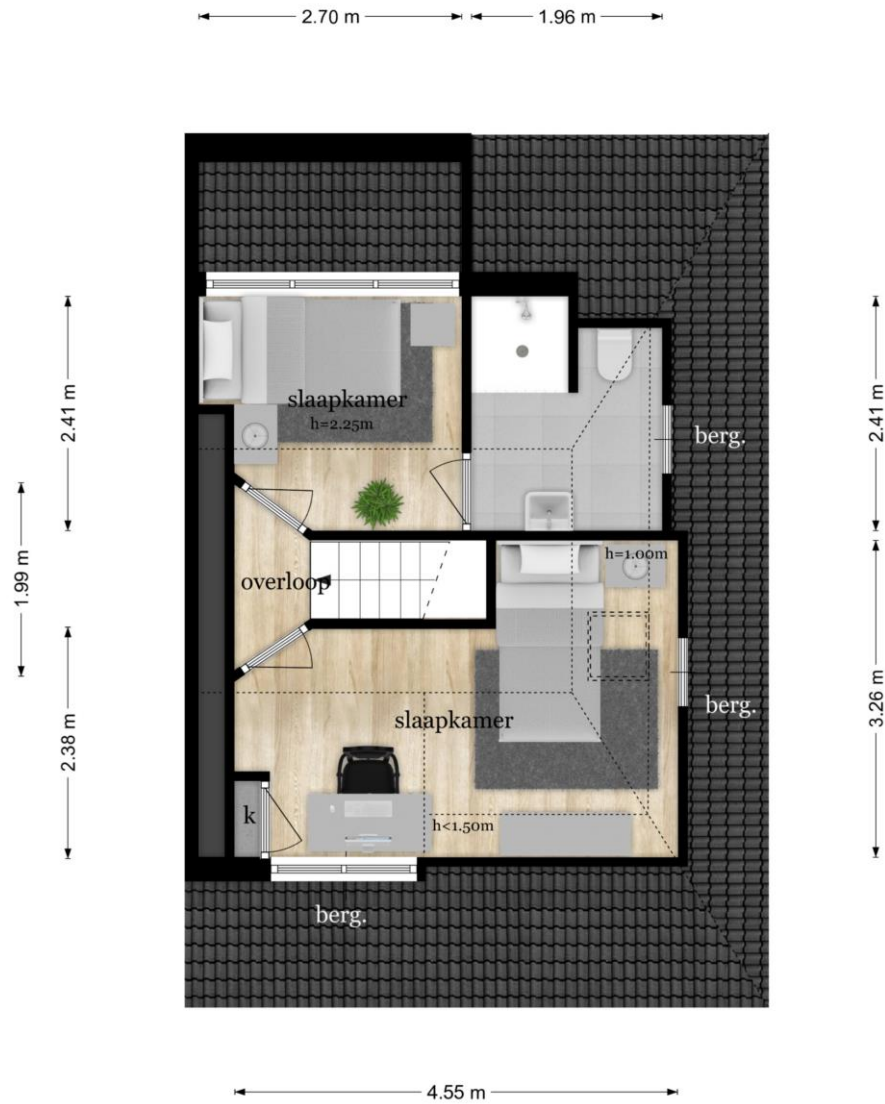 2.70 m
1.96 m
2.41 m
2.41 m
slaapkamer
h=2.25m
berg.
1.99 m
h=1.00m
overloop
3.26 m
berg.
2.38 m
slaapkamer
k
h<1.50m
berg.
4.55 m